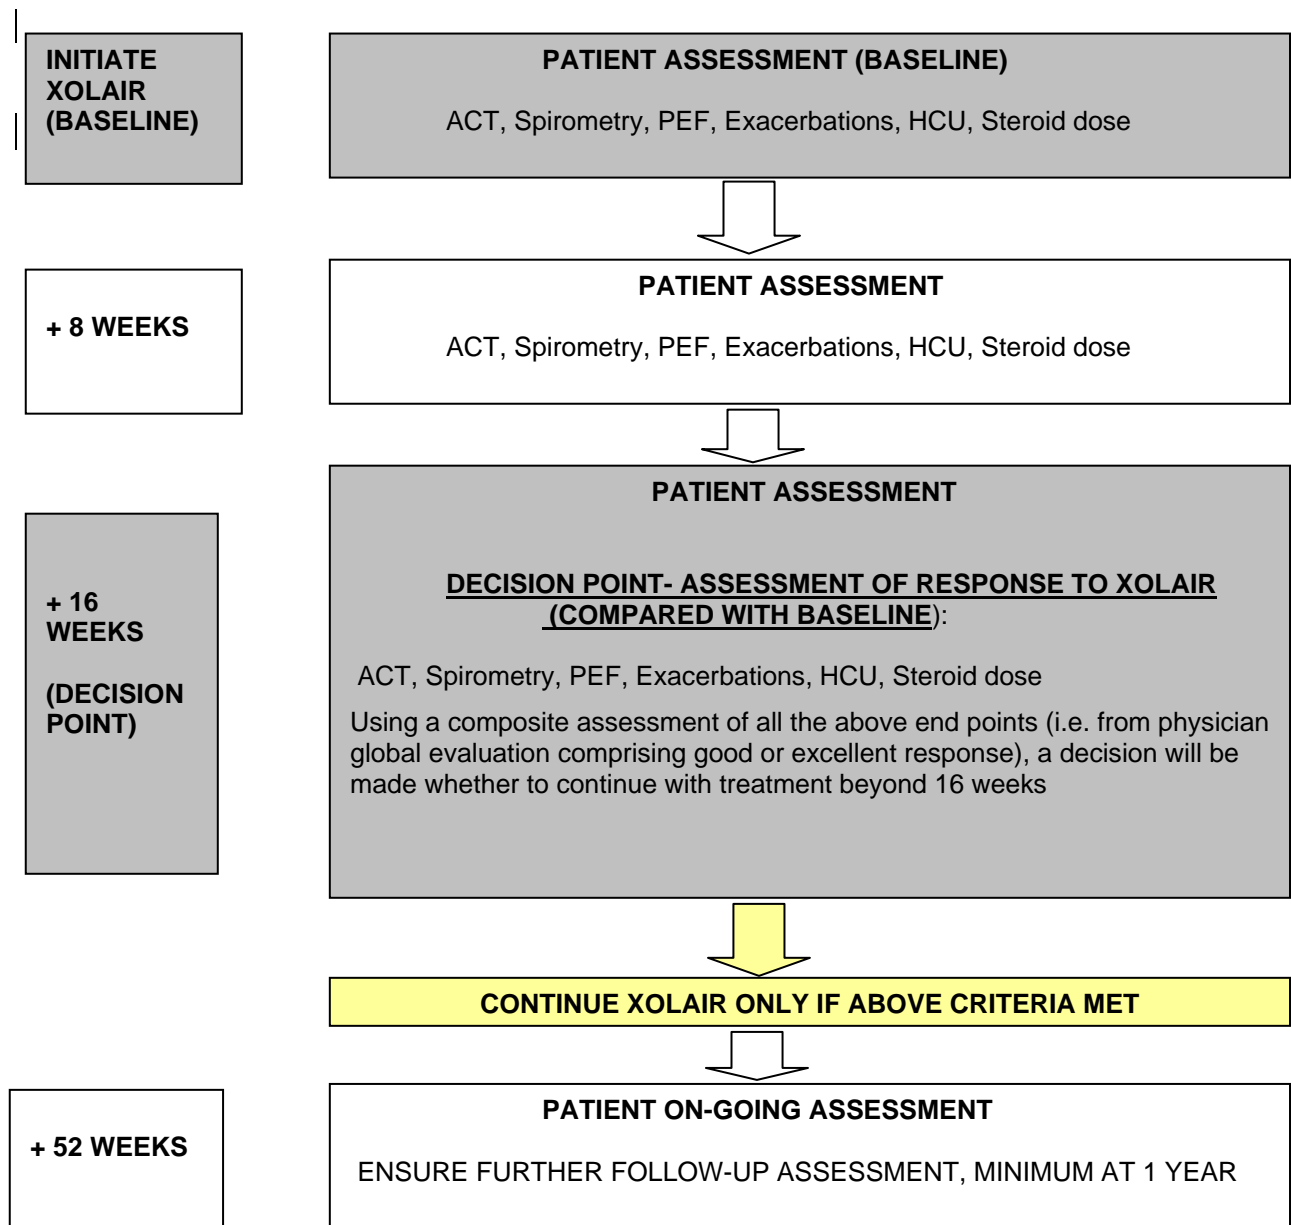 INITIATE
XOLAIR
(BASELINE)
PATIENT ASSESSMENT (BASELINE)
ACT, Spirometry, PEF, Exacerbations, HCU, Steroid dose
+ 8 WEEKS
PATIENT ASSESSMENT
ACT, Spirometry, PEF, Exacerbations, HCU, Steroid dose
+ 16
WEEKS
(DECISION
POINT)
PATIENT ASSESSMENT
DECISION POINT- ASSESSMENT OF RESPONSE TO XOLAIR
(COMPARED WITH BASELINE):
ACT, Spirometry, PEF, Exacerbations, HCU, Steroid dose
Using a composite assessment of all the above end points (i.e. from physician
global evaluation comprising good or excellent response), a decision will be
made whether to continue with treatment beyond 16 weeks
CONTINUE XOLAIR ONLY IF ABOVE CRITERIA MET
+ 52 WEEKS
PATIENT ON-GOING ASSESSMENT
ENSURE FURTHER FOLLOW-UP ASSESSMENT, MINIMUM AT 1 YEAR